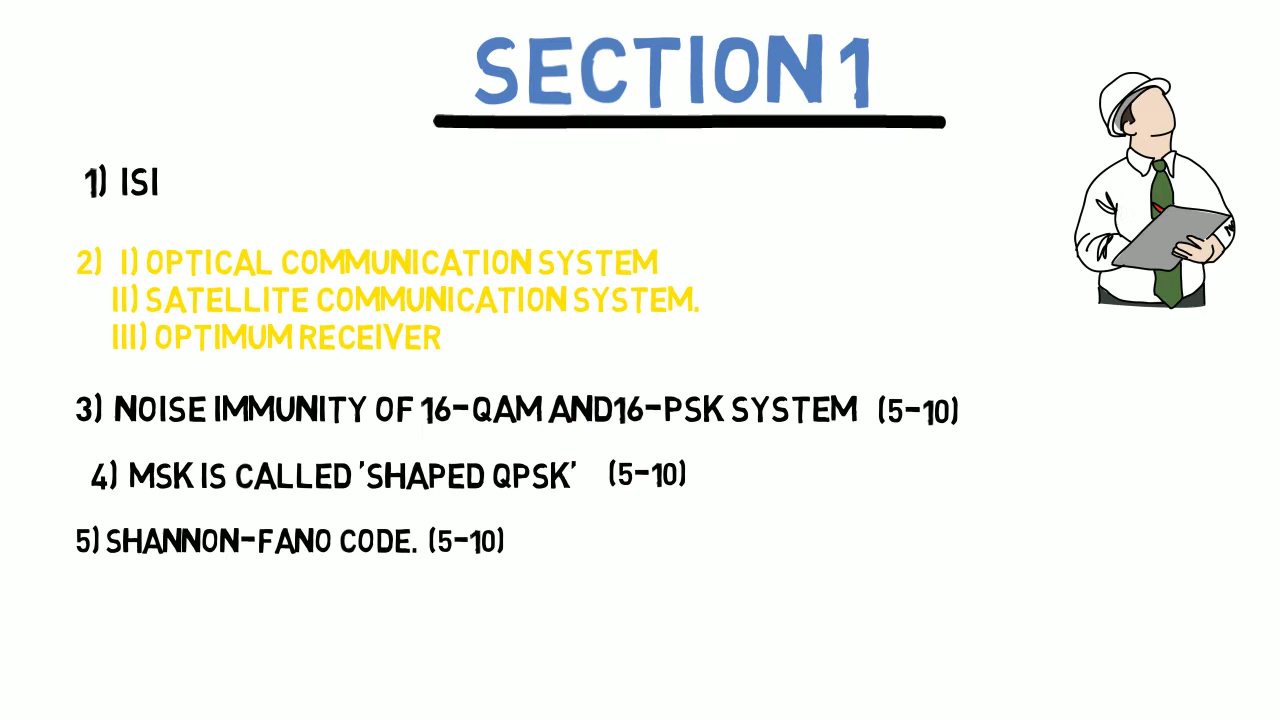 SECTION 1
1) ISI
2) I) OPTICAL COMMUNICATION SYSTEM
II) SATELLITE COMMUNICATION SYSTEM.
III) OPTIMUM RECEIVER
3) NOISE IMMUNITY OF 16-QAM AND16-PSK SYSTEM (5-10)
4) MSK IS CALLED 'SHAPED QPSK' (5-10)
5) SHANNON-FANO CODE. (5-10)